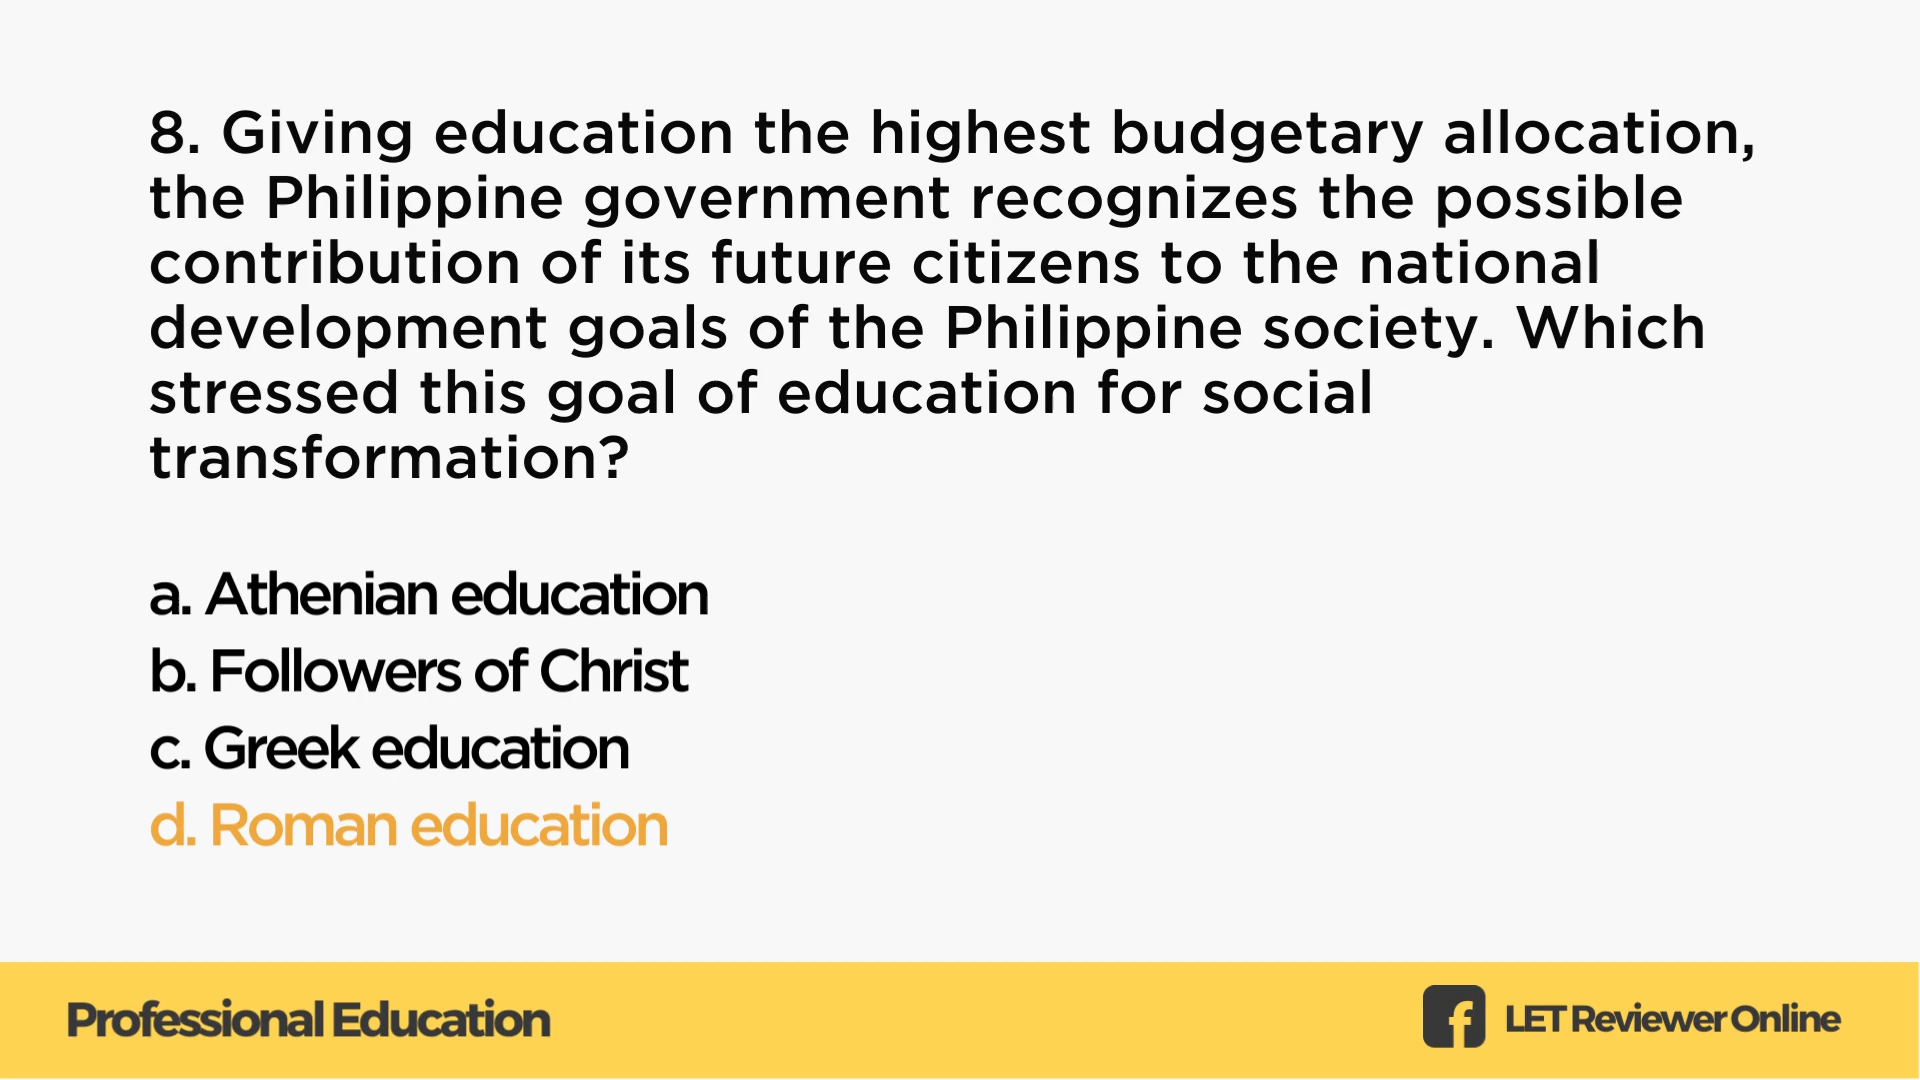 8. Giving education the highest budgetary allocation,
the Philippine government recognizes the possible
contribution of its future citizens to the national
development goals of the Philippine society. Which
stressed this goal of education for social
transformation?
a. Athenian education
b. Followers of Christ
c. Greek education
d. Roman education
Professional Education
LET Reviewer Online